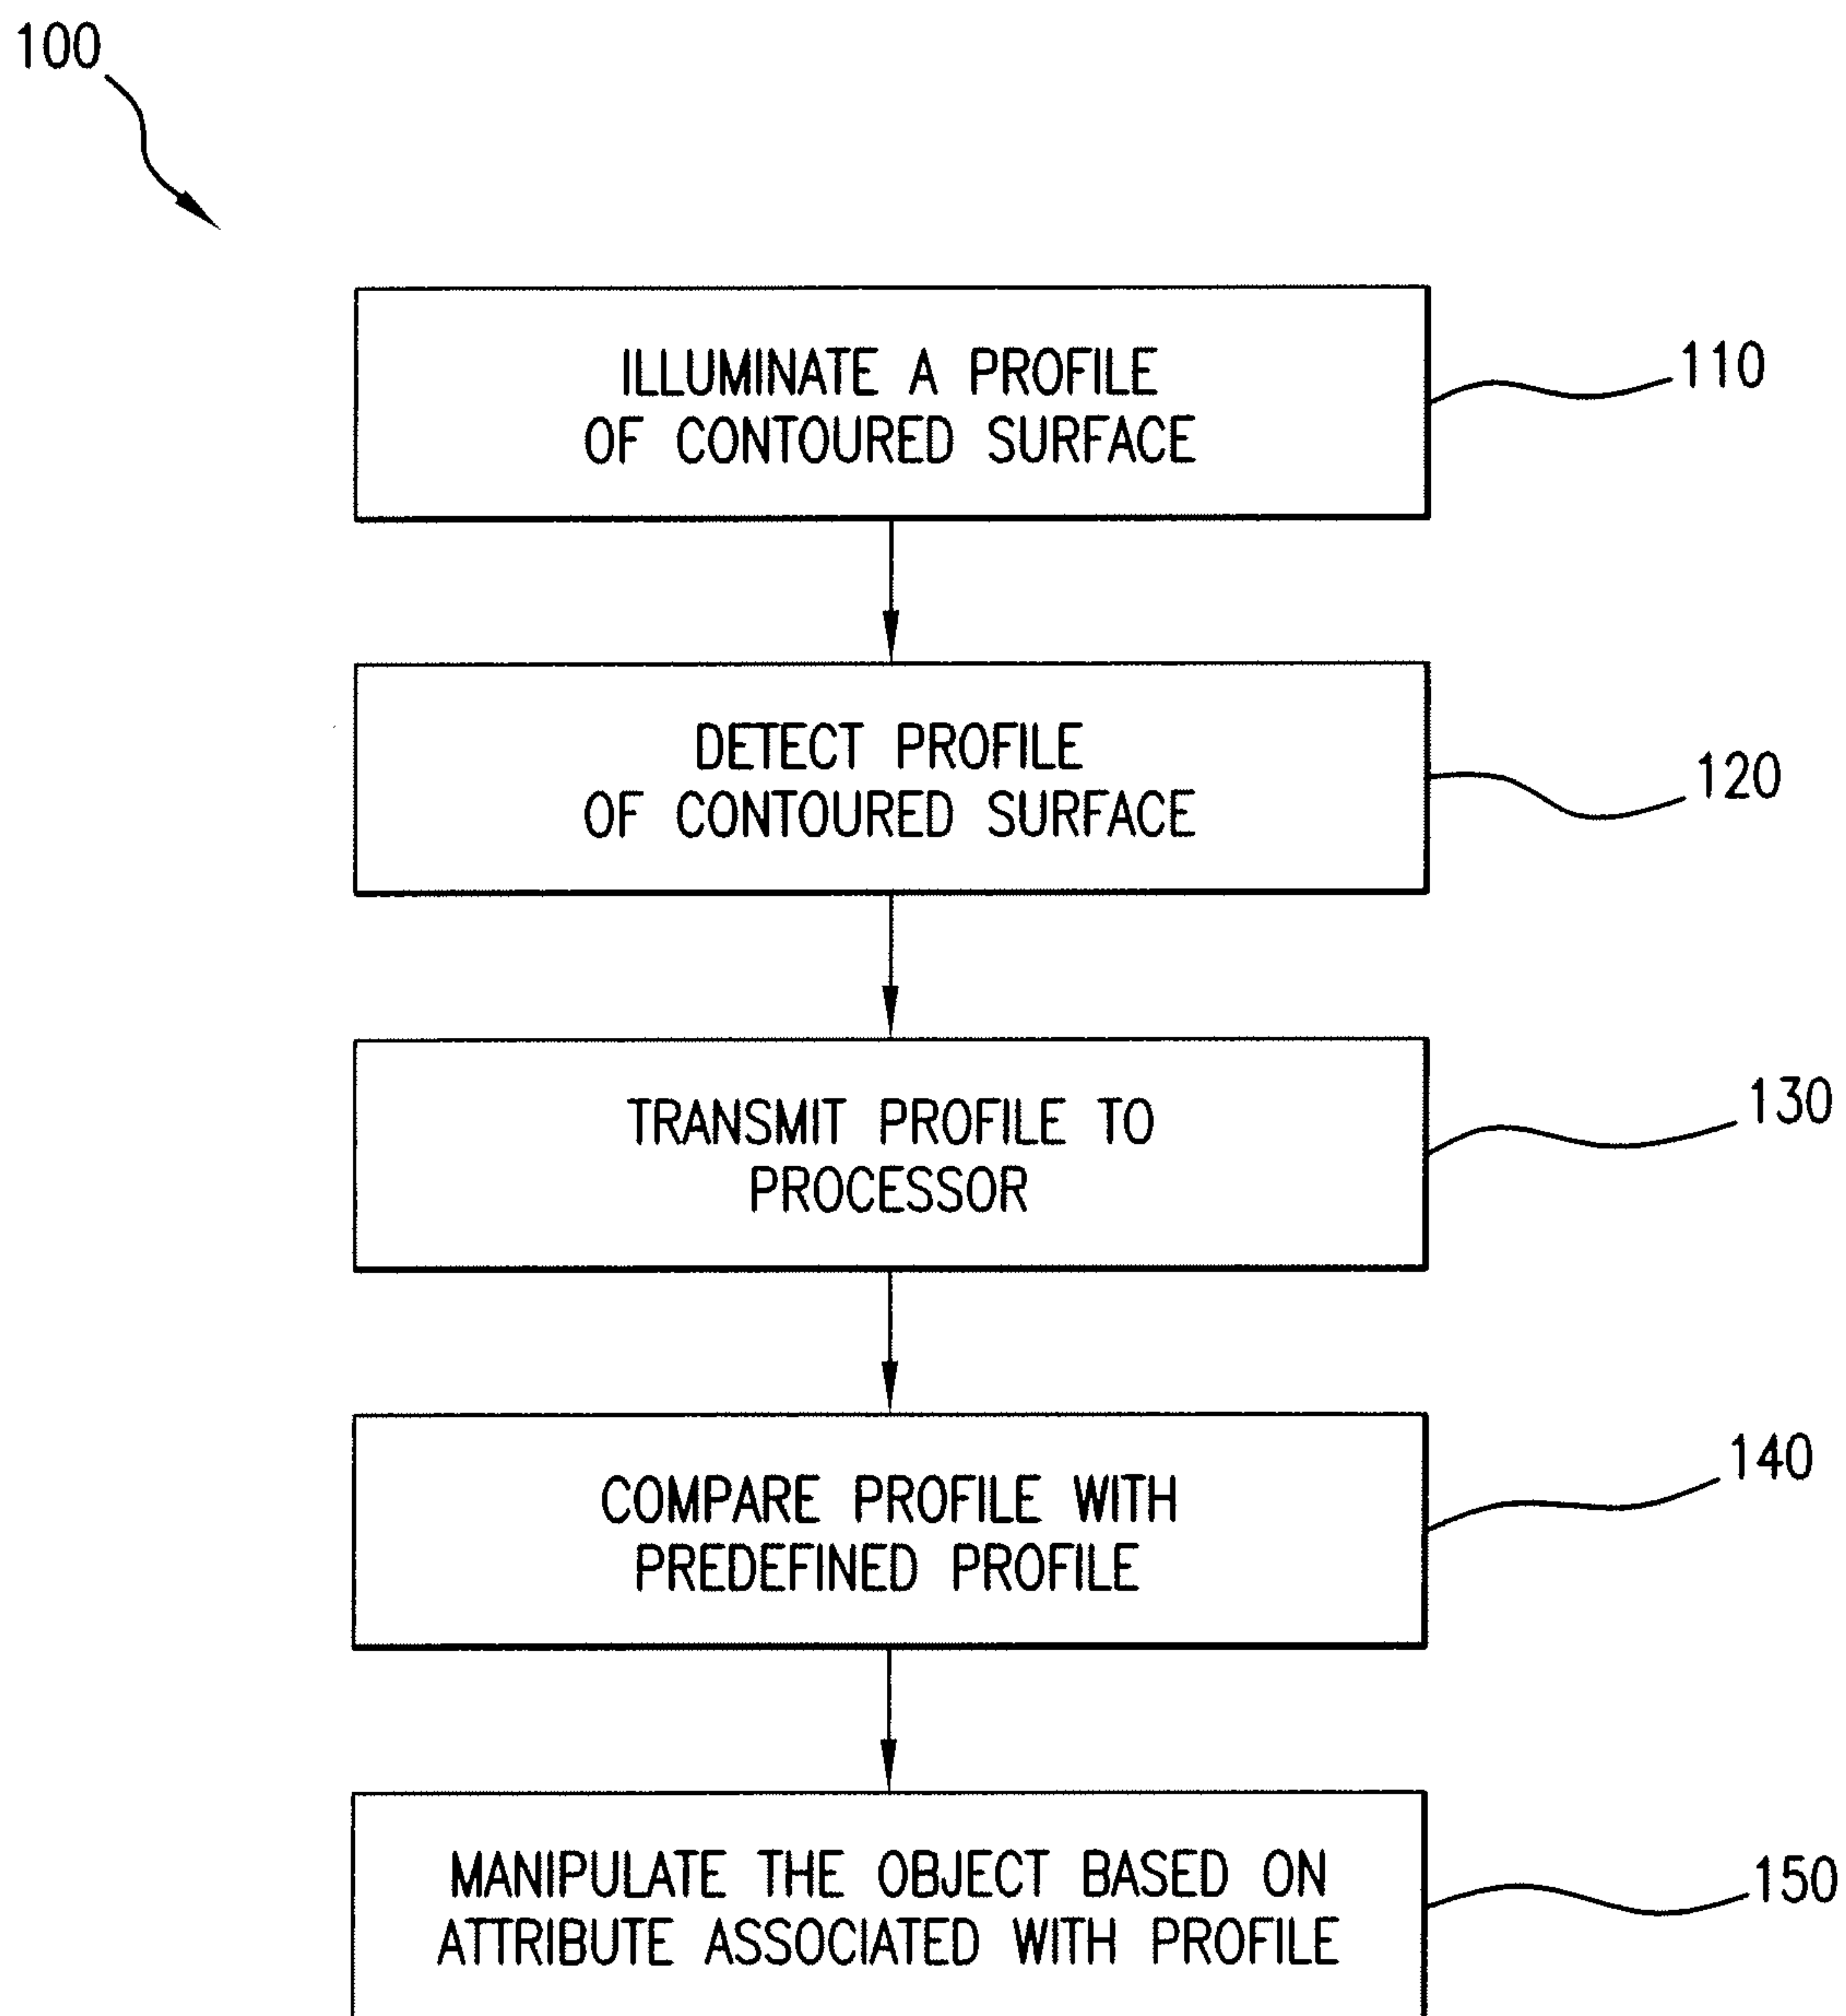 100
ILLUMINATE A PROFILE
OF CONTOURED SURFACE
110
DETECT PROFILE
OF CONTOURED SURFACE
120
TRANSMIT PROFILE TO
PROCESSOR
130
COMPARE PROFILE WITH
PREDEFINED PROFILE
140
MANIPULATE THE OBJECT BASED ON
ATTRIBUTE ASSOCIATED WITH PROFILE
150